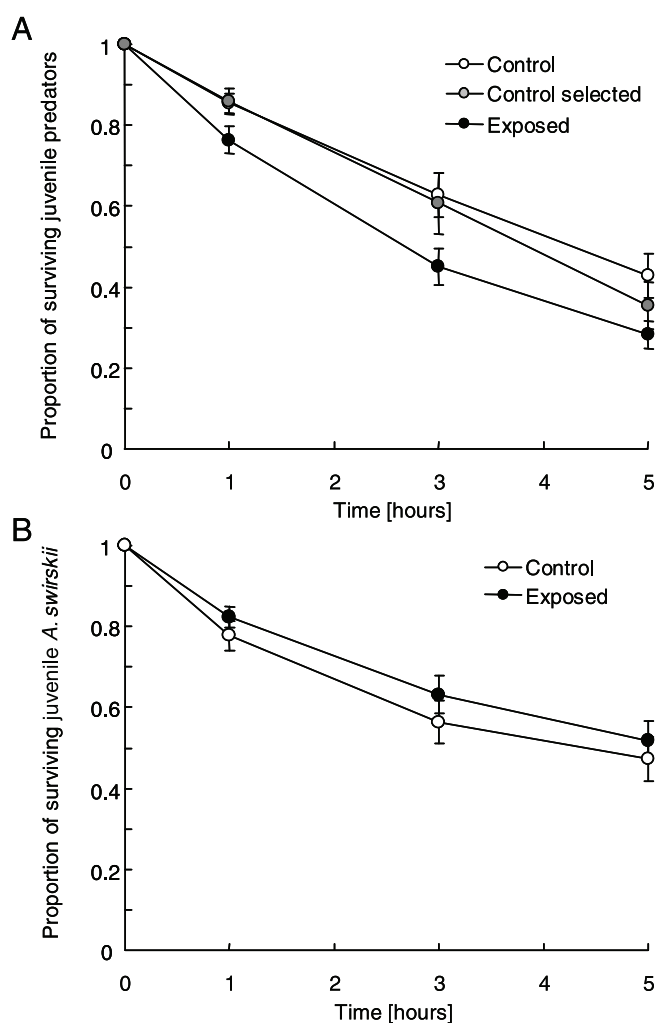 A
Proportion of surviving juvenile predators
1
0.8
0.6
0.4
0.2
0
Control
Control selected
Exposed
0 1 2 3 4 5
Time [hours]
B
Proportion of surviving juvenile A. swirskii
1
0.8
0.6
0.4
0.2
0
Control
Exposed
0 1 2 3 4 5
Time [hours]